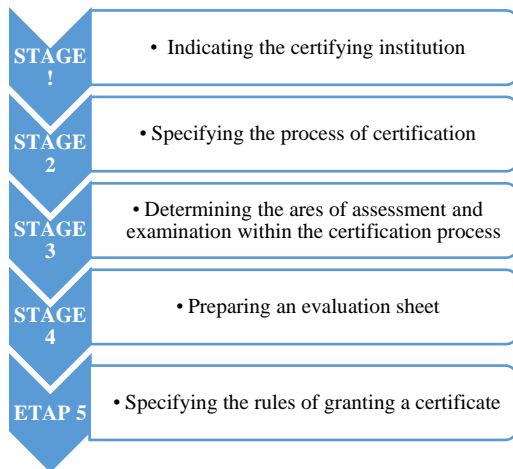 STAGE
!
• Indicating the certifying institution
STAGE
2
• Specifying the process of certification
STAGE
3
• Determining the ares of assessment and
examination within the certification process
STAGE
4
• Preparing an evaluation sheet
ETAP 5
• Specifying the rules of granting a certificate